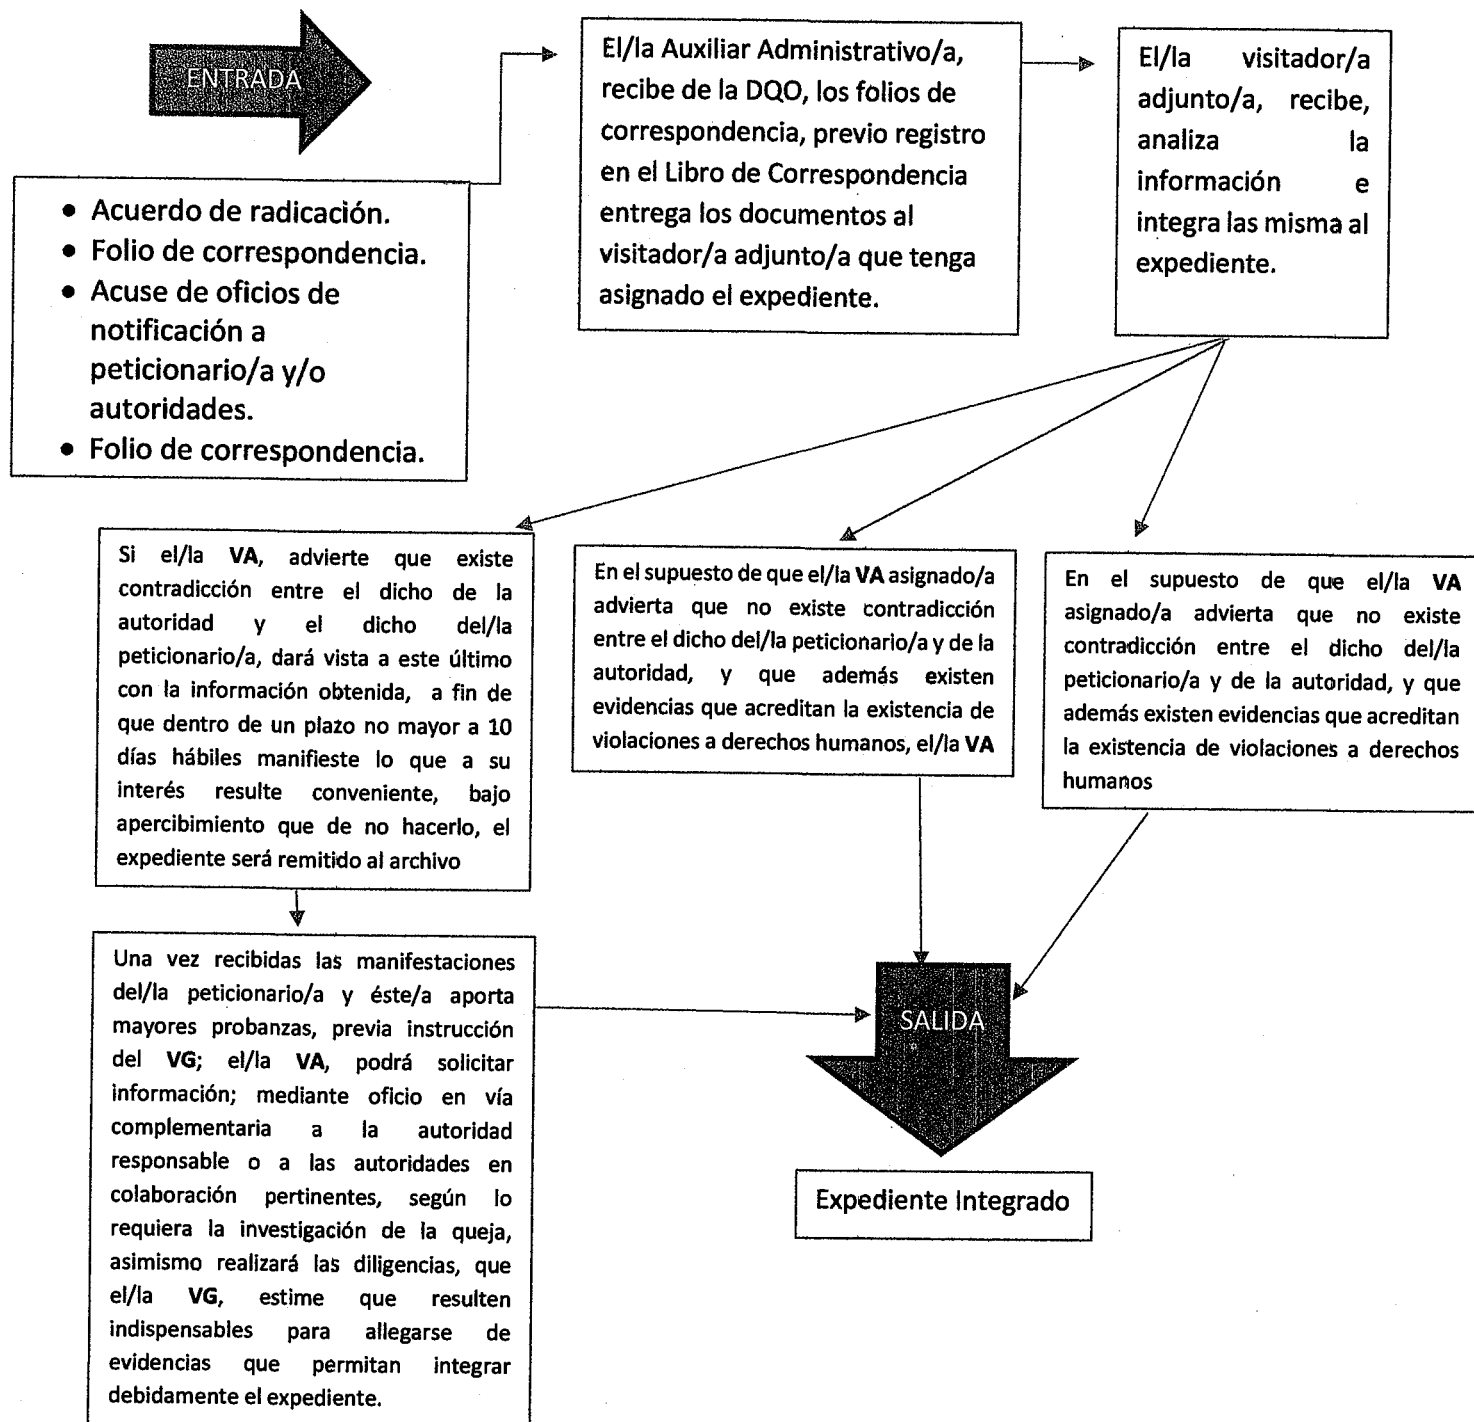 ENTRADA
• Acuerdo de radicación.
• Folio de correspondencia.
• Acuse de oficios de
notificación a
peticionario/a y/o
autoridades.
• Folio de correspondencia.
El/la Auxiliar Administrativo/a,
recibe de la DQO, los folios de
correspondencia, previo registro
en el Libro de Correspondencia
entrega los documentos al
visitador/a adjunto/a que tenga
asignado el expediente.
El/la visitador/a
adjunto/a, recibe,
analiza la
información e
integra las misma al
expediente.
Si el/la VA, advierte que existe
contradicción entre el dicho de la
autoridad y el dicho del/la
peticionario/a, dará vista a este último
con la información obtenida, a fin de
que dentro de un plazo no mayor a 10
días hábiles manifieste lo que a su
interés resulte conveniente, bajo
apercibimiento que de no hacerlo, el
expediente será remitido al archivo
En el supuesto de que el/la VA asignado/a
advierta que no existe contradicción
entre el dicho del/la peticionario/a y de la
autoridad, y que además existen
evidencias que acreditan la existencia de
violaciones a derechos humanos, el/la VA
En el supuesto de que el/la VA
asignado/a advierta que no existe
contradicción entre el dicho del/la
peticionario/a y de la autoridad, y que
además existen evidencias que acreditan
la existencia de violaciones a derechos
humanos
Una vez recibidas las manifestaciones
del/la peticionario/a y éste/a aporta
mayores probanzas, previa instrucción
del VG; el/la VA, podrá solicitar
información; mediante oficio en vía
complementaria a la autoridad
responsable o a las autoridades en
colaboración pertinentes, según lo
requiera la investigación de la queja,
asimismo realizará las diligencias, que
el/la VG, estime que resulten
indispensables para allegarse de
evidencias que permitan integrar
debidamente el expediente.
SALIDA
Expediente Integrado